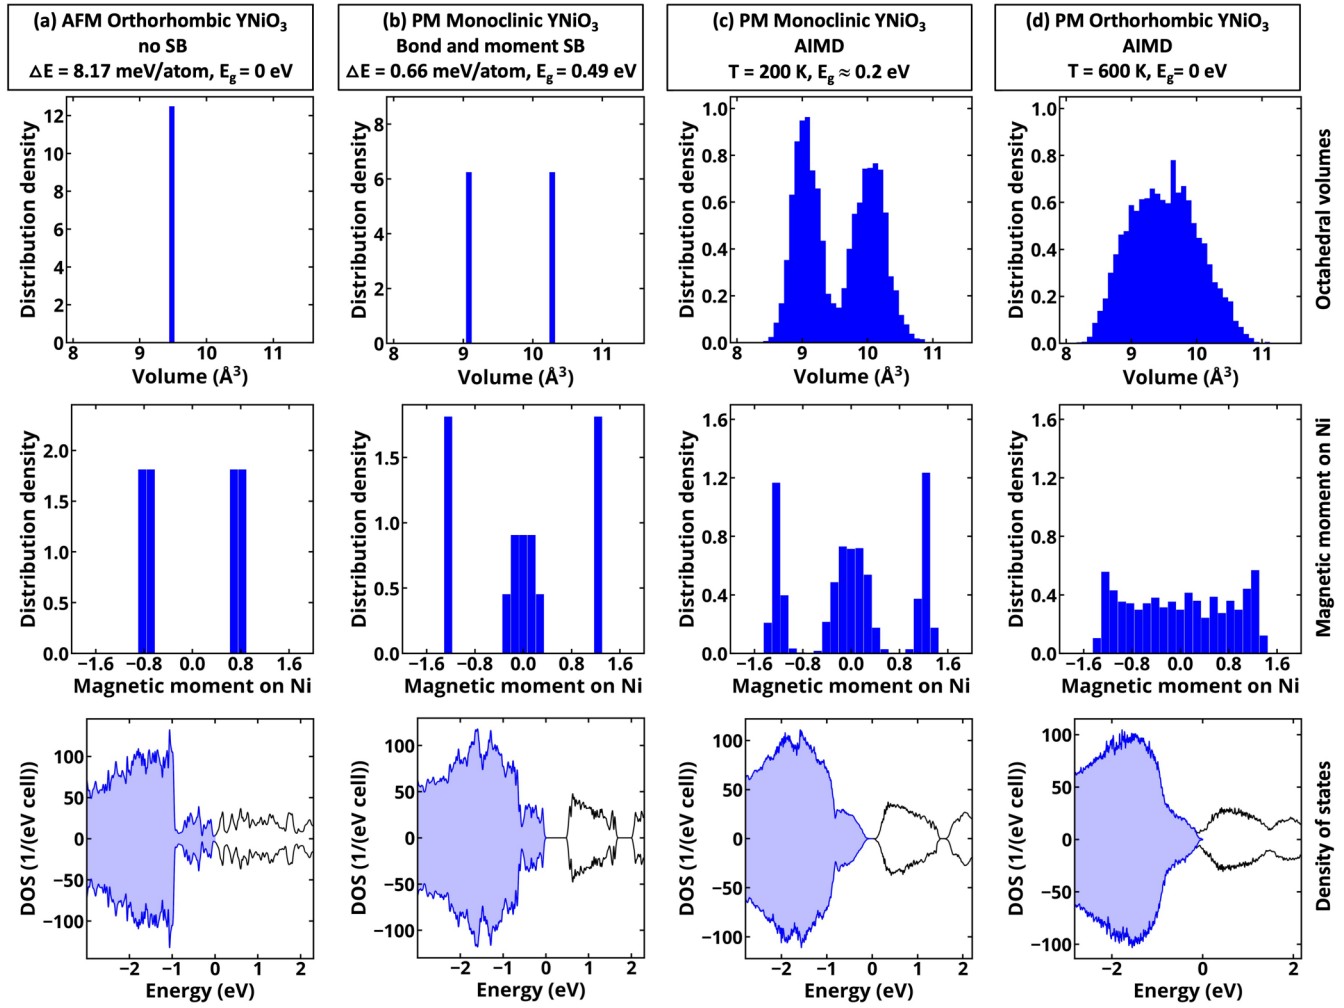 (a) AFM Orthorhombic YNiO3
no SB
△E = 8.17 meV/atom, Eg = 0 eV
(b) PM Monoclinic YNiO3
Bond and moment SB
△E = 0.66 meV/atom, Eg = 0.49 eV
(c) PM Monoclinic YNiO3
AIMD
T = 200 K, Eg ≈ 0.2 eV
(d) PM Orthorhombic YNiO3
AIMD
T = 600 K, Eg= 0 eV
Distribution density
12
10
8
6
4
2
0
8 9 10 11
Volume (Å3)
Distribution density
8
6
4
2
0
8 9 10 11
Volume (Å3)
Distribution density
1.0
0.8
0.6
0.4
0.2
0.0
8 9 10 11
Volume (Å3)
Distribution density
1.0
0.8
0.6
0.4
0.2
0.0
8 9 10 11
Volume (Å3)
Octahedral volumes
Distribution density
2.0
1.5
1.0
0.5
0.0
−1.6 −0.8 0.0 0.8 1.6
Magnetic moment on Ni
Distribution density
1.5
1.0
0.5
0.0
−1.6 −0.8 0.0 0.8 1.6
Magnetic moment on Ni
Distribution density
1.6
1.2
0.8
0.4
0.0
−1.6 −0.8 0.0 0.8 1.6
Magnetic moment on Ni
Distribution density
1.6
1.2
0.8
0.4
0.0
−1.6 −0.8 0.0 0.8 1.6
Magnetic moment on Ni
Magnetic moment on Ni
DOS (1/(eV cell))
100
50
0
−50
−100
−2 −1 0 1 2
Energy (eV)
DOS (1/(eV cell))
100
50
0
−50
−100
−2 −1 0 1 2
Energy (eV)
DOS (1/(eV cell))
100
50
0
−50
−100
−2 −1 0 1 2
Energy (eV)
DOS (1/(eV cell))
100
50
0
−50
−100
−2 0 2
Energy (eV)
Density of states